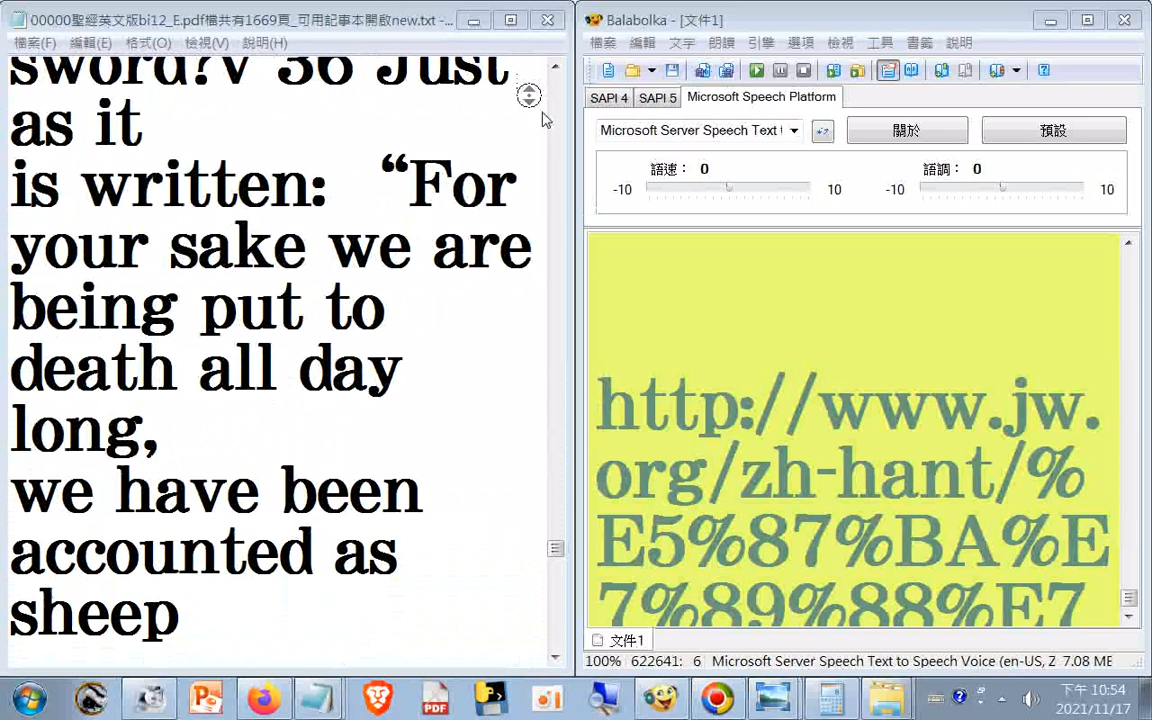 00000聖經英文版bi12_E.pdf檔共有1669頁_可用記事本開啟new.txt -...
檔案(F) 編輯(E) 格式(O) 檢視(V) 說明(H)
sword?v 36 Just
as it
is written: “For
your sake we are
being put to
death all day
long,
we have been
accounted as
sheep
Balabolka - [文件1]
檔案 編輯 文字 朗讀 引擎 選項 檢視 工具 書籤 說明
SAPI 4 SAPI 5 Microsoft Speech Platform
Microsoft Server Speech Text t
關於 預設
語速： 0 語調： 0
-10 10 -10 10
http://www.jw.
org/zh-hant/%
E5%87%BA%E
7%89%88%E7
文件1
100% 622641: 6 Microsoft Server Speech Text to Speech Voice (en-US, Z 7.08 ME
PDF
下午 10:54
2021/11/17